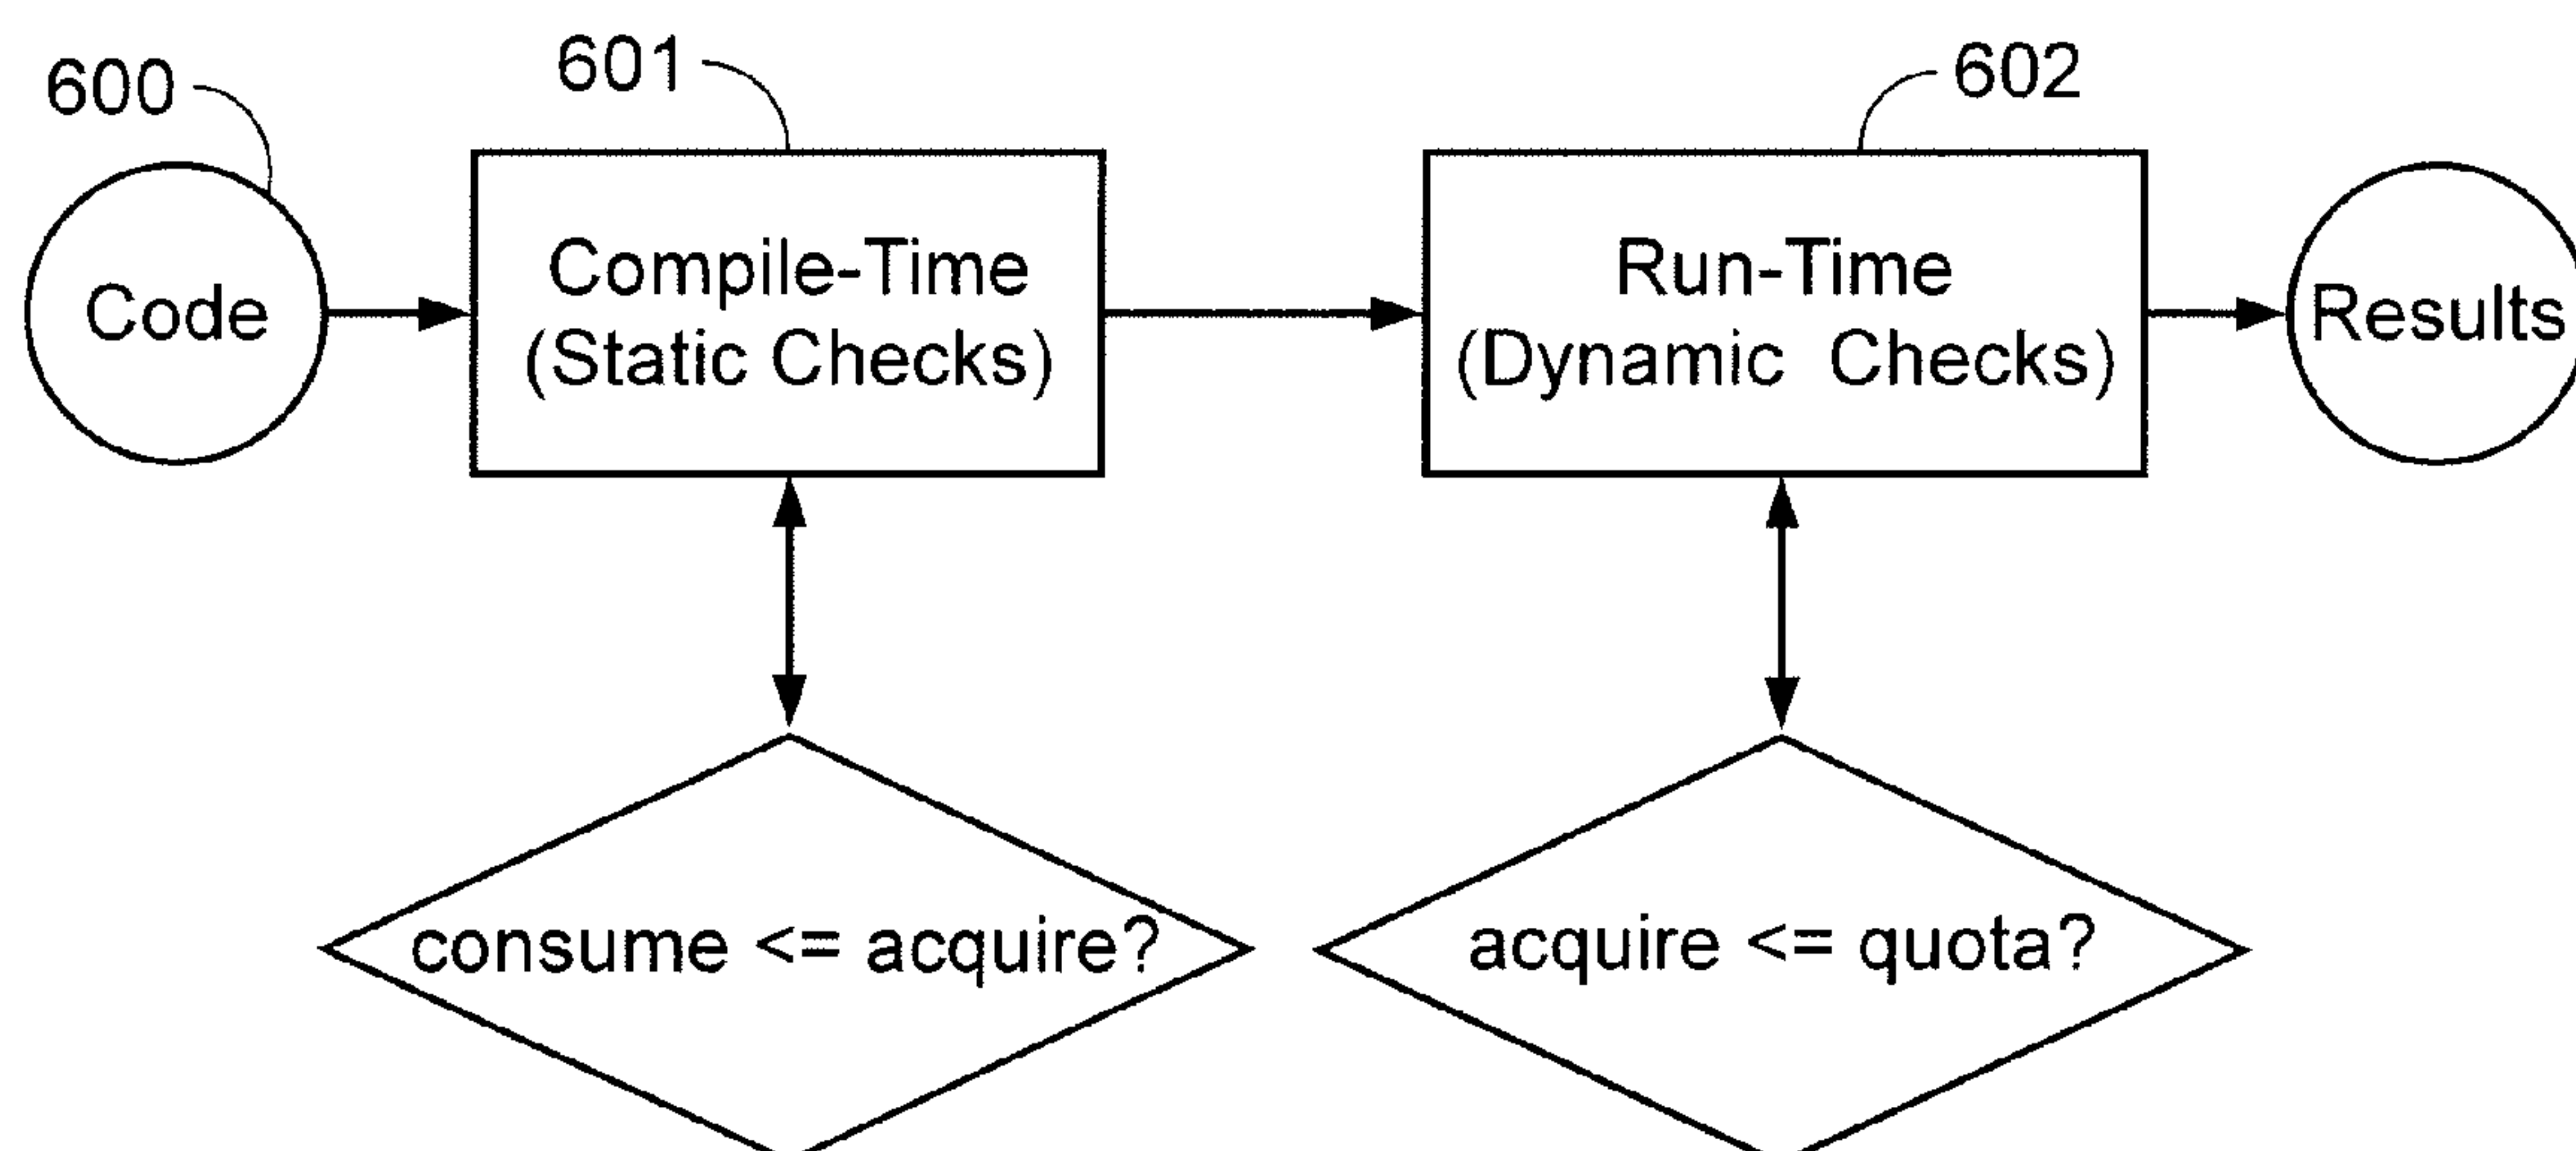 600
601
602
Code
Compile-Time
(Static Checks)
Run-Time
(Dynamic Checks)
Results
consume <= acquire?
acquire <= quota?